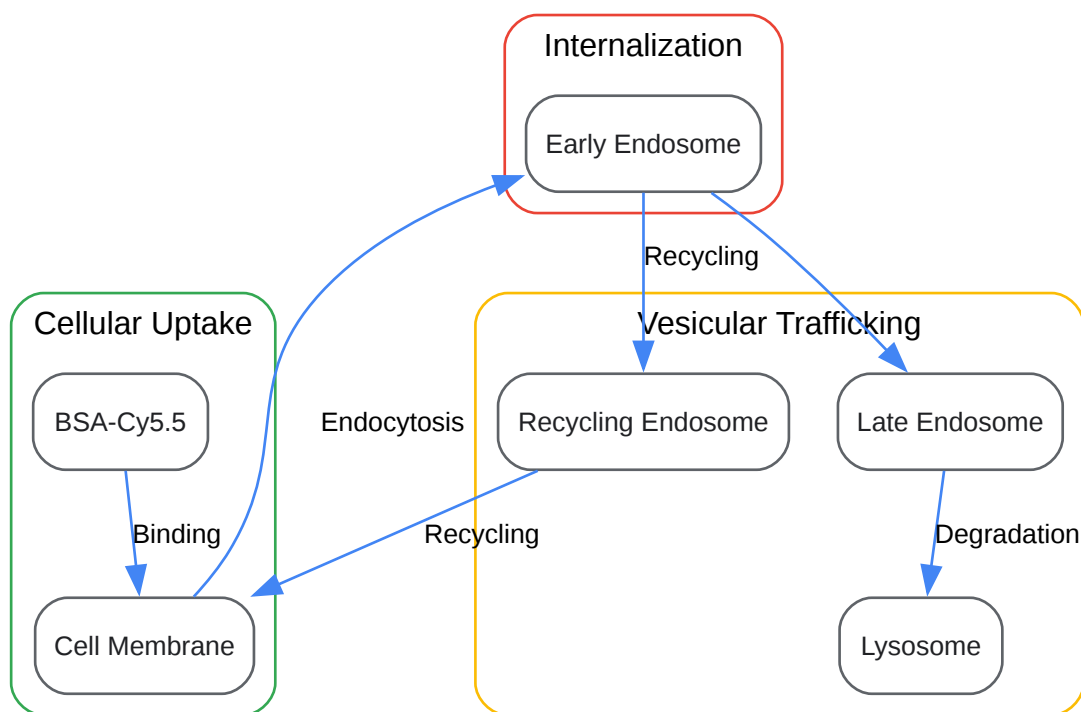 Internalization
Early Endosome
Recycling
Cellular Uptake
Vesicular Trafficking
BSA-Cy5.5
Endocytosis
Recycling Endosome
Late Endosome
Binding
Recycling
Degradation
Cell Membrane
Lysosome